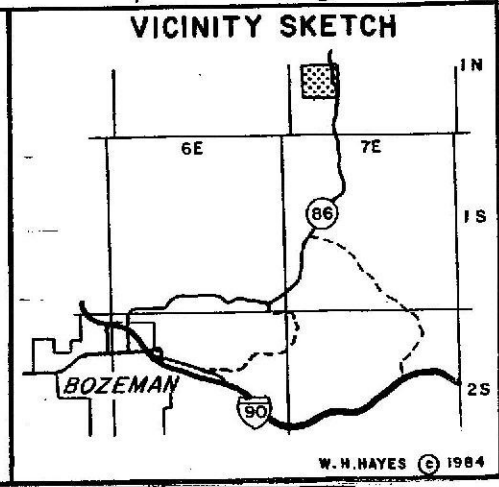 VICINITY SKETCH
1N
6E
7E
86
1S
BOZEMAN
2S
90
W.H.HAYES © 1984